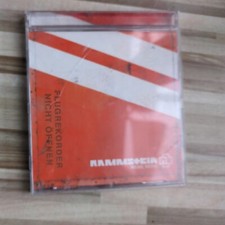 FLUGREKORDER
NICHT ÖFFNEN
RAMMSTEIN